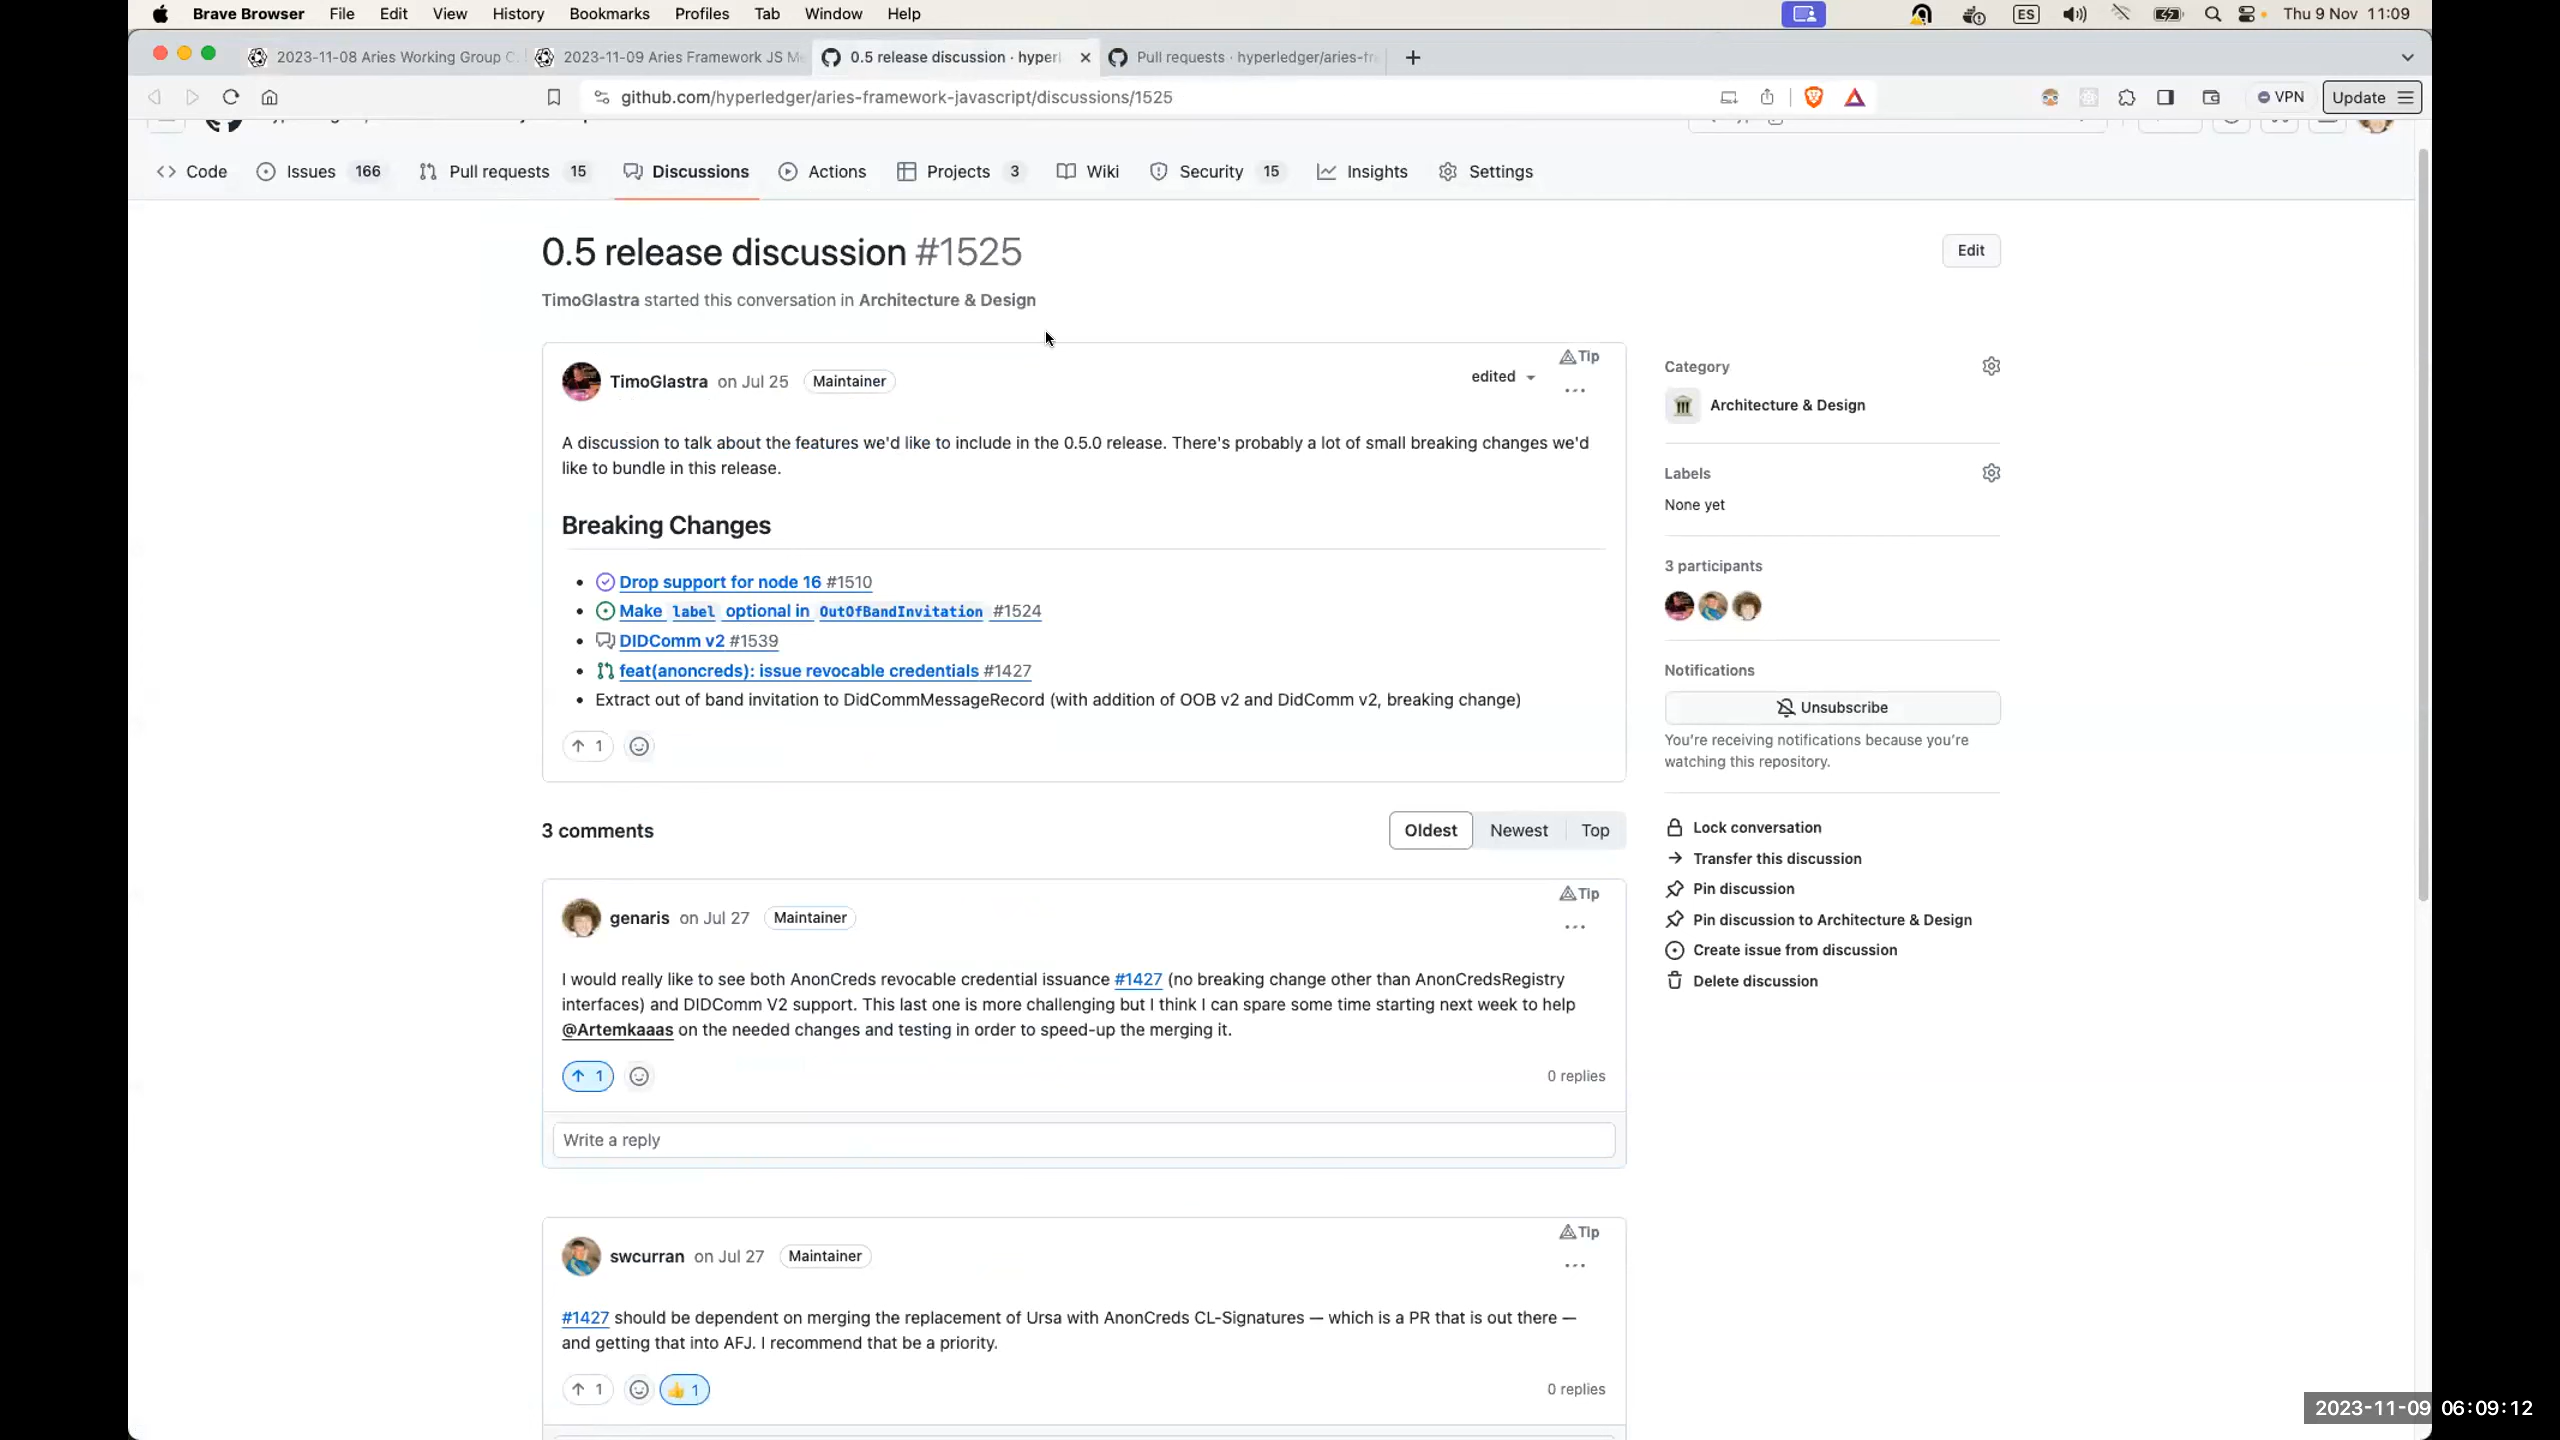 Brave Browser File Edit View History Bookmarks Profiles Tab Window Help ES Thu 9 Nov 11:09
2023-11-08 Aries Working Group C 2023-11-09 Aries Framework JS Me 0.5 release discussion · hyperl Pull requests · hyperledger/aries-fr
github.com/hyperledger/aries-framework-javascript/discussions/1525 VPN Update
Code Issues 166 Pull requests 15 Discussions Actions Projects 3 Wiki Security 15 Insights Settings
0.5 release discussion #1525
Edit
TimoGlastra started this conversation in Architecture & Design
Tip
TimoGlastra on Jul 25 Maintainer edited
A discussion to talk about the features we'd like to include in the 0.5.0 release. There's probably a lot of small breaking changes we'd
like to bundle in this release.
Breaking Changes
Drop support for node 16 #1510
Make label optional in OutOfBandInvitation #1524
DIDComm v2 #1539
feat(anoncreds): issue revocable credentials #1427
Extract out of band invitation to DidCommMessageRecord (with addition of OOB v2 and DidComm v2, breaking change)
1
3 comments
Oldest Newest Top
Tip
genaris on Jul 27 Maintainer
I would really like to see both AnonCreds revocable credential issuance #1427 (no breaking change other than AnonCredsRegistry
interfaces) and DIDComm V2 support. This last one is more challenging but I think I can spare some time starting next week to help
@Artemkaaas on the needed changes and testing in order to speed-up the merging it.
1
0 replies
Write a reply
Tip
swcurran on Jul 27 Maintainer
#1427 should be dependent on merging the replacement of Ursa with AnonCreds CL-Signatures — which is a PR that is out there —
and getting that into AFJ. I recommend that be a priority.
1 1
0 replies
Category
Architecture & Design
Labels
None yet
3 participants
Notifications
Unsubscribe
You're receiving notifications because you're
watching this repository.
Lock conversation
Transfer this discussion
Pin discussion
Pin discussion to Architecture & Design
Create issue from discussion
Delete discussion
2023-11-09 06:09:12